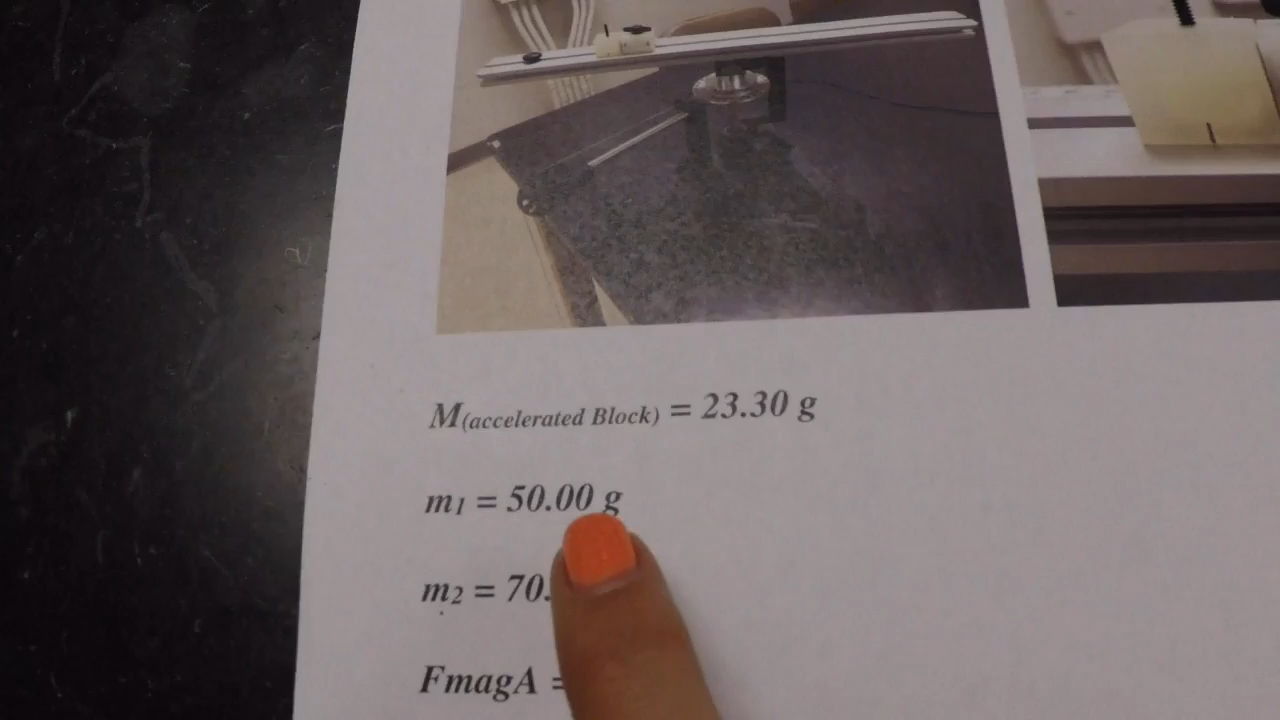 M(accelerated Block) = 23.30 g
m1 = 50.00 g
m2 = 70.
FmagA =